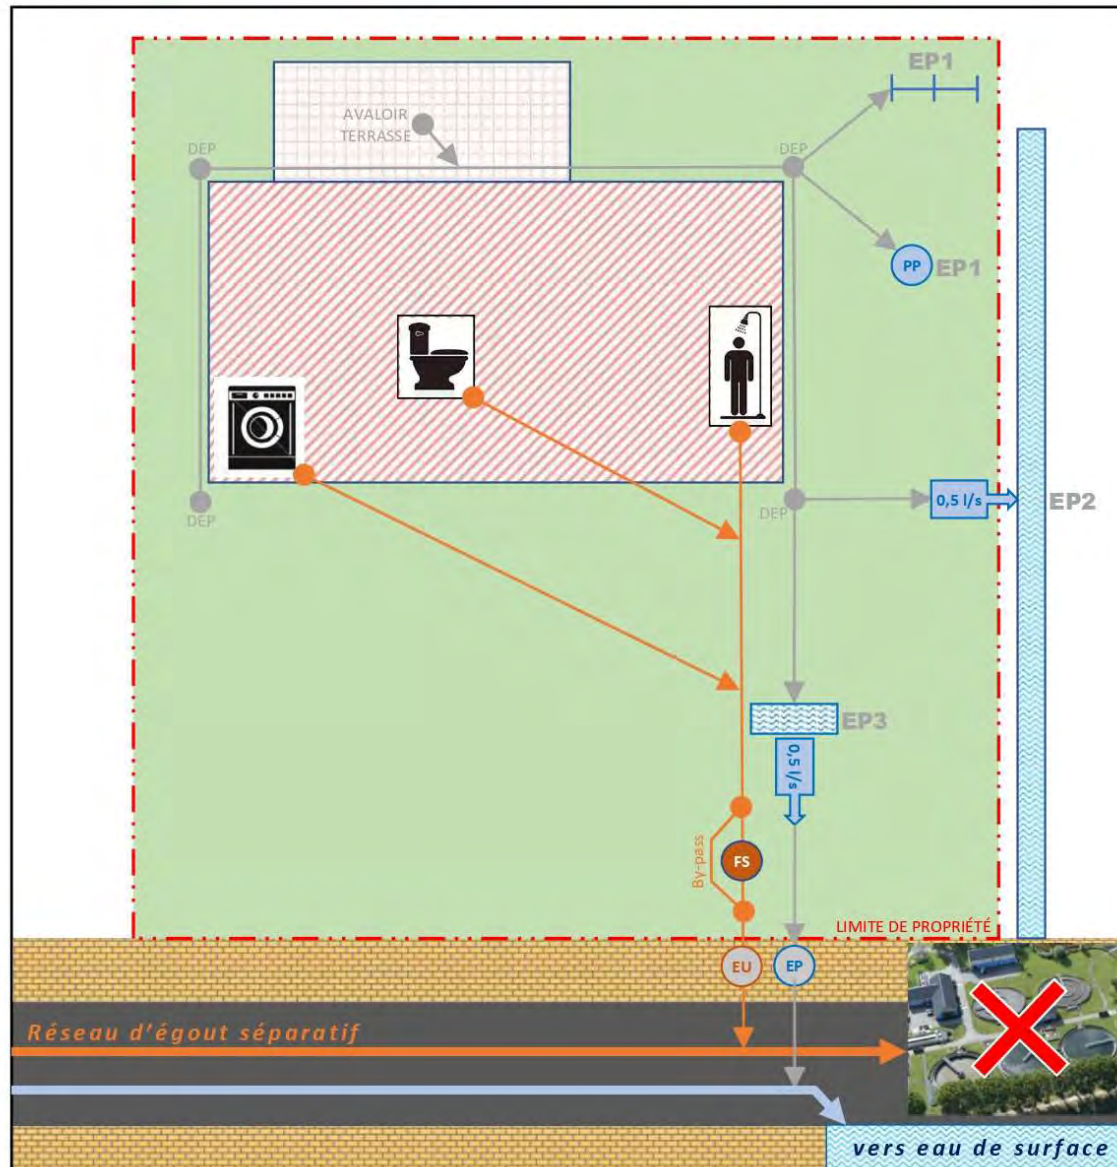 EP1
AVALOIR
TERRASSE
DEP
DEP
PP
EP1
DEP
DEP
0,5 l/s
EP2
EP3
0,5 l/s
By-pass
FS
LIMITE DE PROPRIÉTÉ
EU
EP
Réseau d'égout séparatif
vers eau de surface